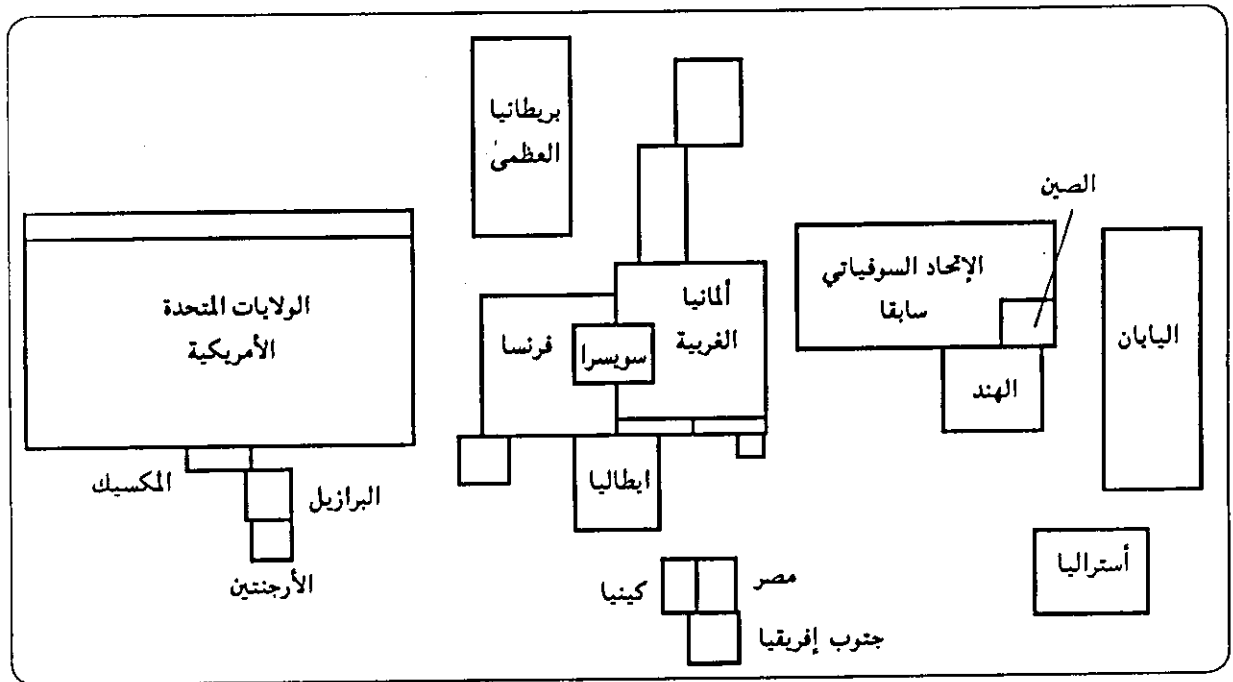 بريطانيا
العظمىٰ
الصين
الولايات المتحدة
الأمريكية
فرنسا
سويسرا
ألمانيا
الغربية
الإتحاد السوفياتي
سابقا
اليابان
الهند
المكسيك
البرازيل
الأرجنتين
ايطاليا
كينيا
مصر
جنوب إفريقيا
أستراليا